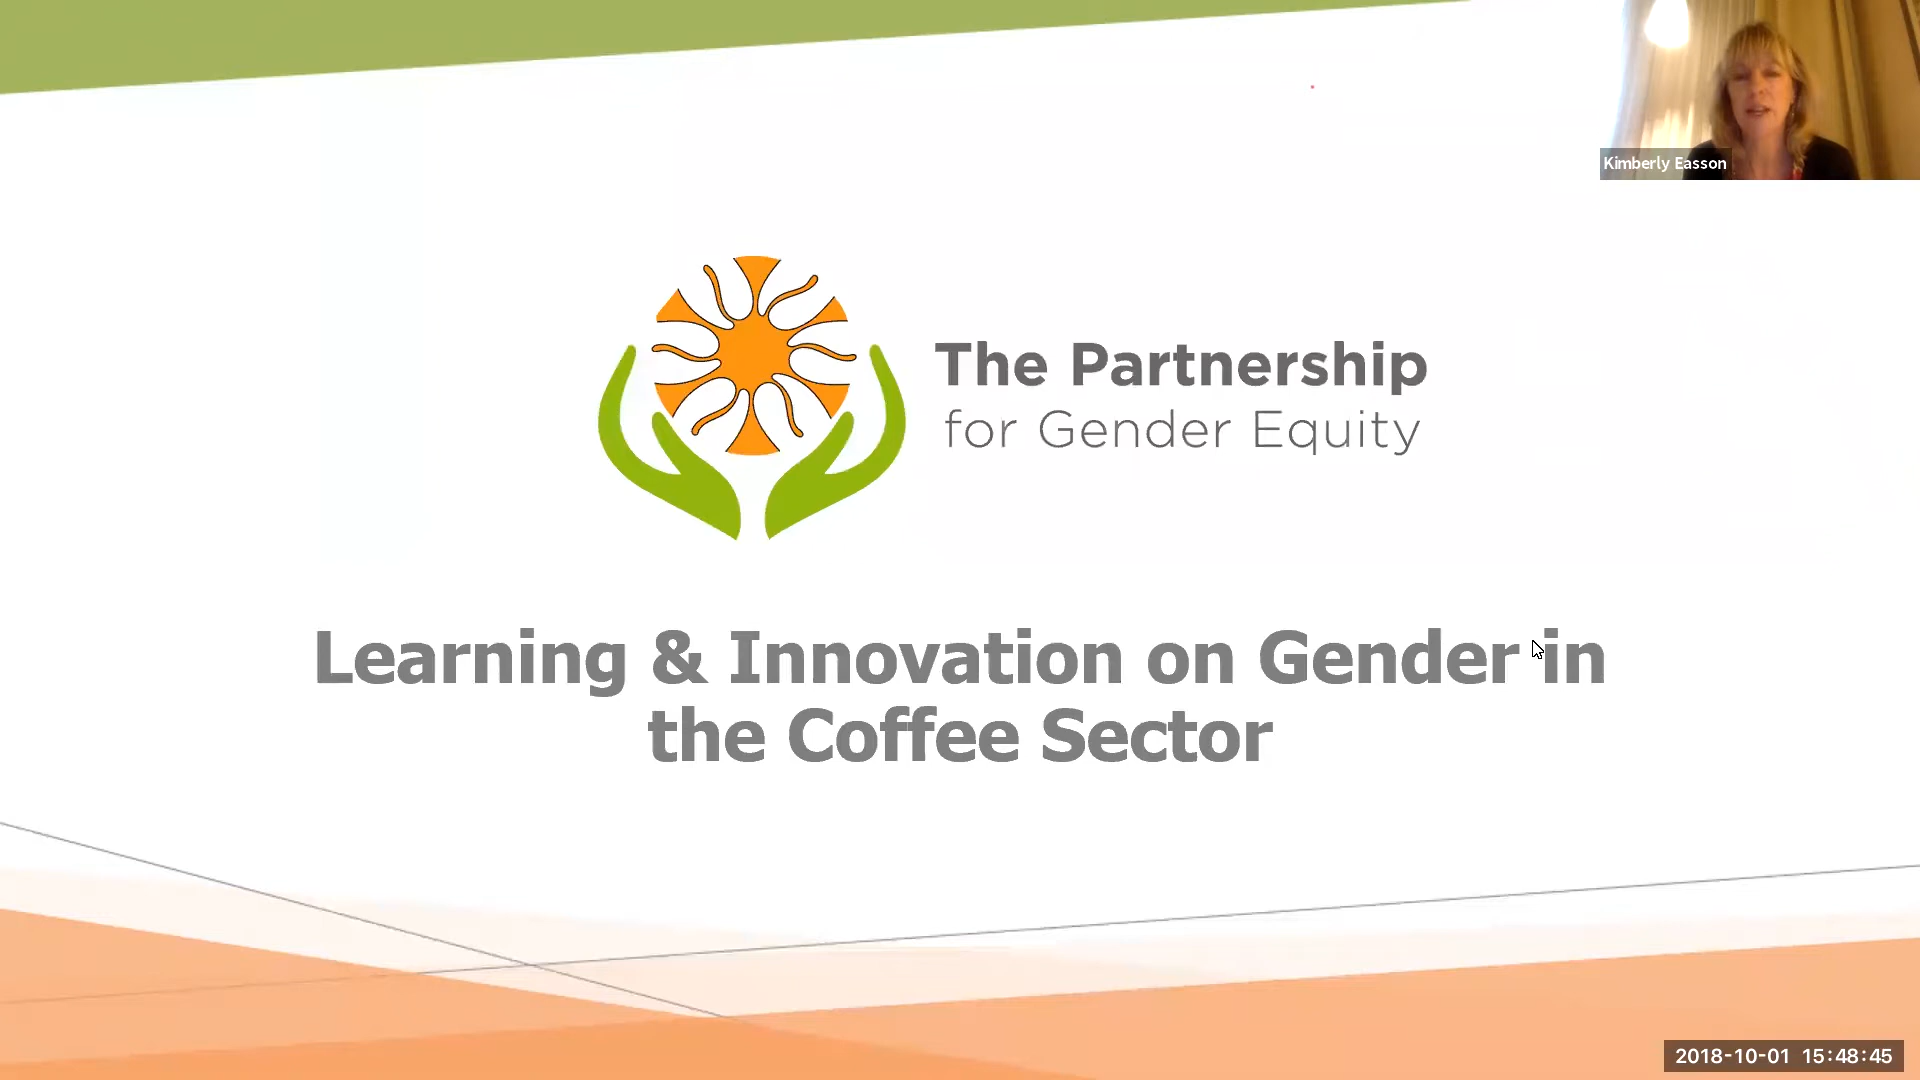 Kimberly Easson
The Partnership
for Gender Equity
Learning & Innovation on Gender in
the Coffee Sector
2018-10-01 15:48:45